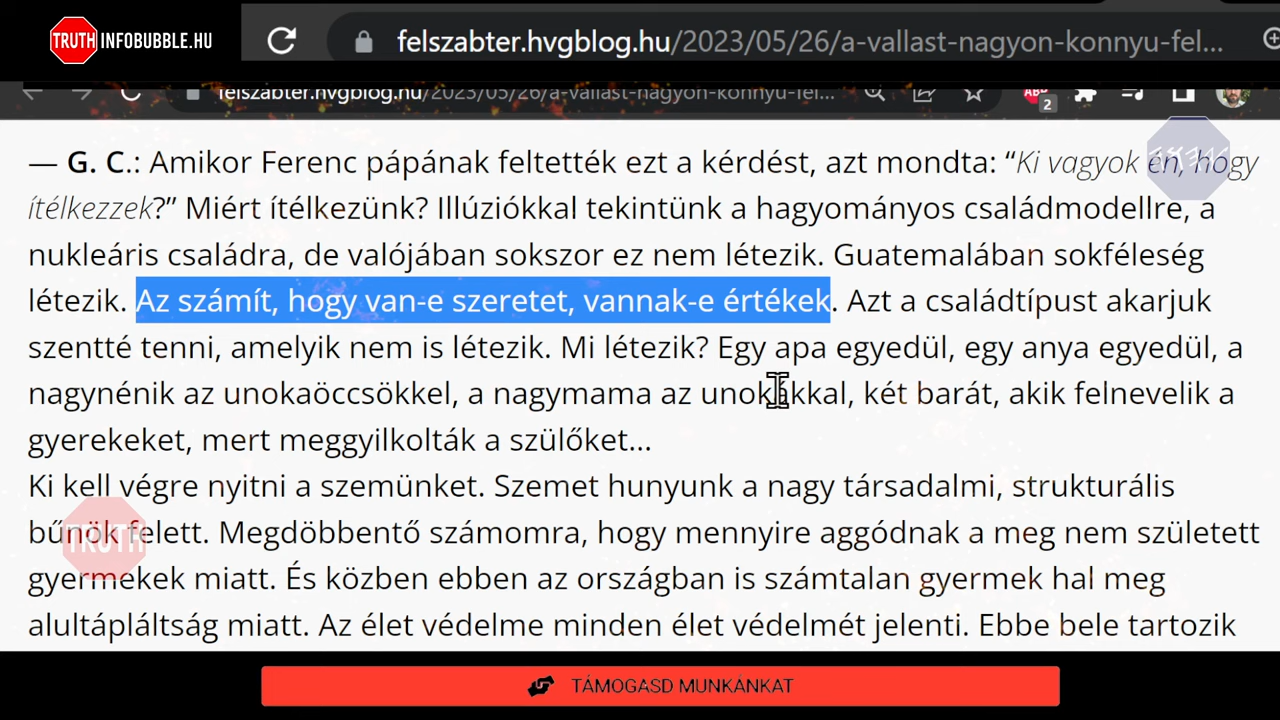 TRUTH INFOBUBBLE.HU
felszabter.hvgblog.hu/2023/05/26/a-vallast-nagyon-konnyu-fel...
felszabter.hvgblog.hu/2023/05/26/a-vallast-nagyon-konnyu-fel...
2
— G. C.: Amikor Ferenc pápának feltették ezt a kérdést, azt mondta: “Ki vagyok én, hogy
ítélkezzek?” Miért ítélkezünk? Illúziókkal tekintünk a hagyományos családmodellre, a
nukleáris családra, de valójában sokszor ez nem létezik. Guatemalában sokféleség
létezik. Az számít, hogy van-e szeretet, vannak-e értékek. Azt a családtípust akarjuk
szentté tenni, amelyik nem is létezik. Mi létezik? Egy apa egyedül, egy anya egyedül, a
nagynénik az unokaöccsökkel, a nagymama az unokákkal, két barát, akik felnevelik a
gyerekeket, mert meggyilkolták a szülőket...
Ki kell végre nyitni a szemünket. Szemet hunyunk a nagy társadalmi, strukturális
bűnök felett. Megdöbbentő számomra, hogy mennyire aggódnak a meg nem született
TRUTH
gyermekek miatt. És közben ebben az országban is számtalan gyermek hal meg
alultápláltság miatt. Az élet védelme minden élet védelmét jelenti. Ebbe bele tartozik
TÁMOGASD MUNKÁNKAT